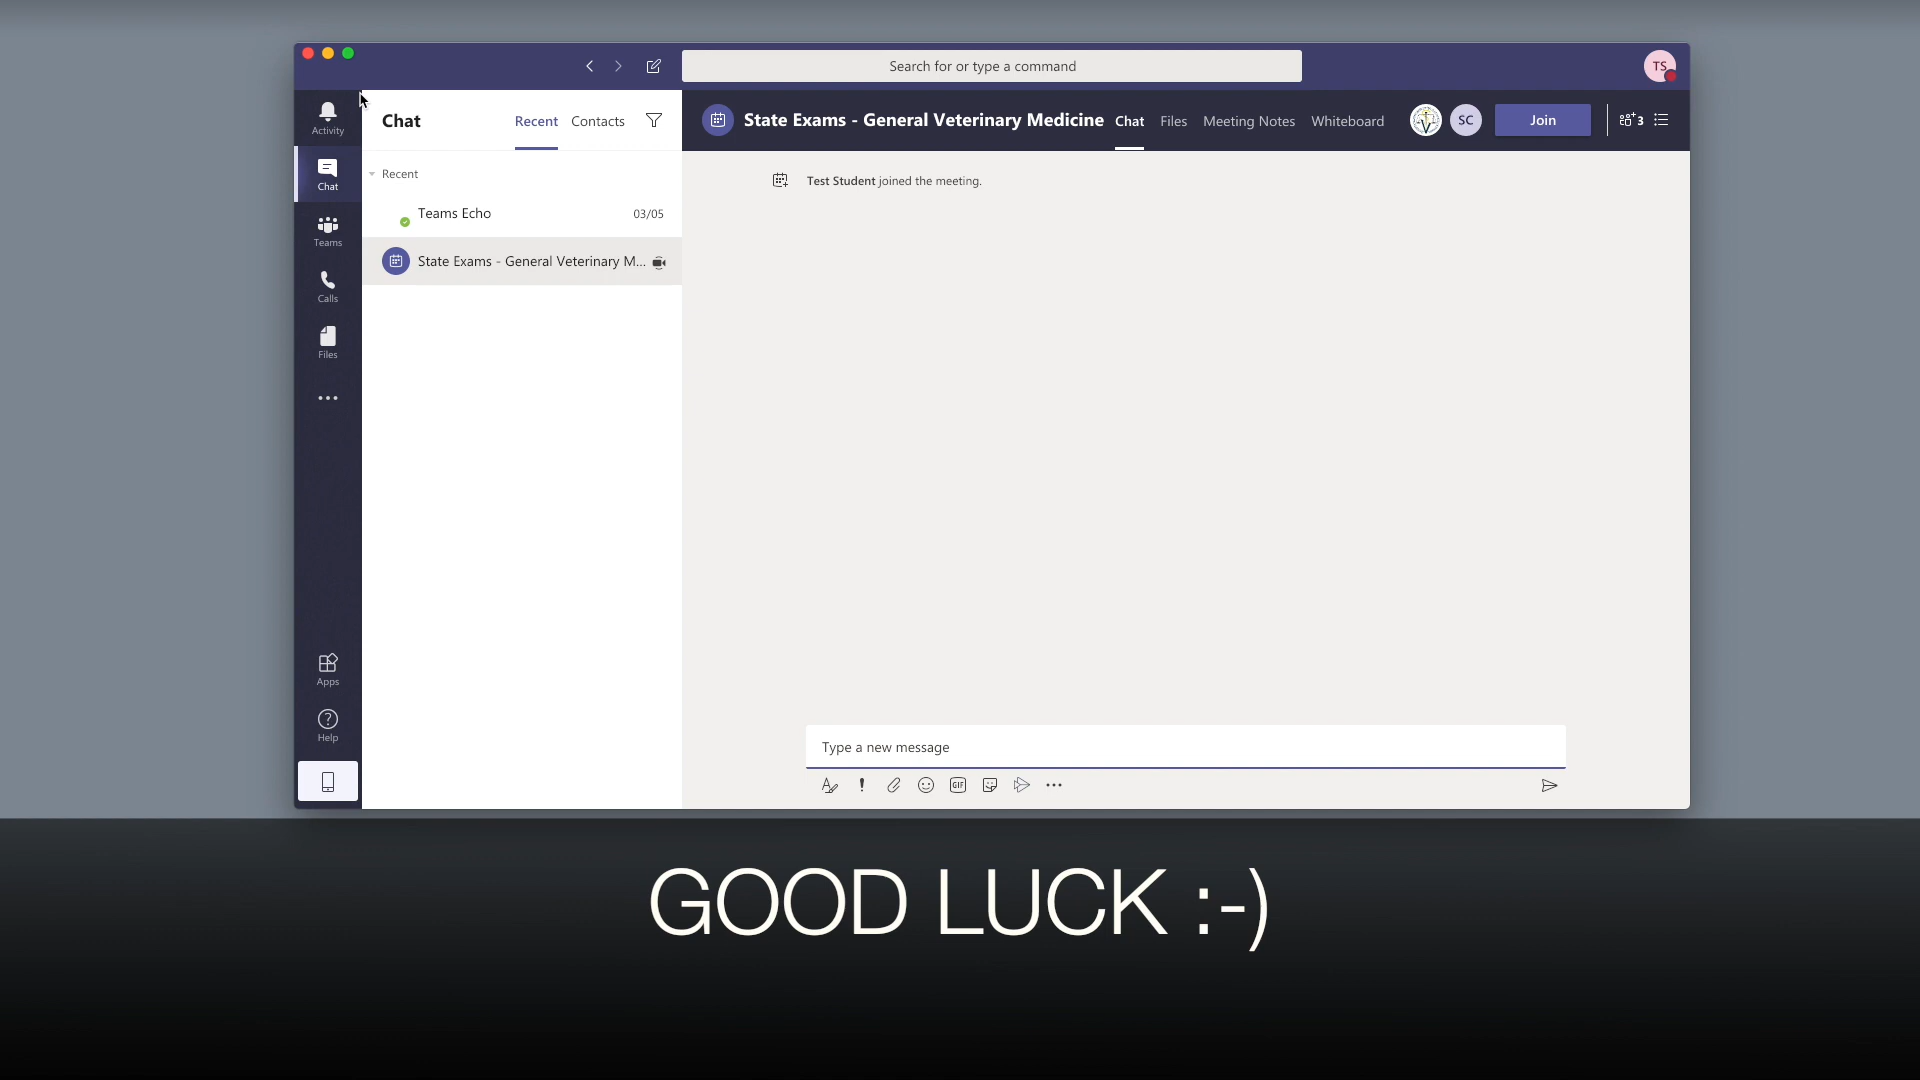 Search for or type a command
TS
Activity
Chat
Teams
Calls
Files
Apps
Help
Chat
Recent
Contacts
Recent
Teams Echo
03/05
State Exams - General Veterinary M...
State Exams - General Veterinary Medicine
Chat
Files
Meeting Notes
Whiteboard
SC
Join
3
Test Student joined the meeting.
Type a new message
GIF
GOOD LUCK :-)